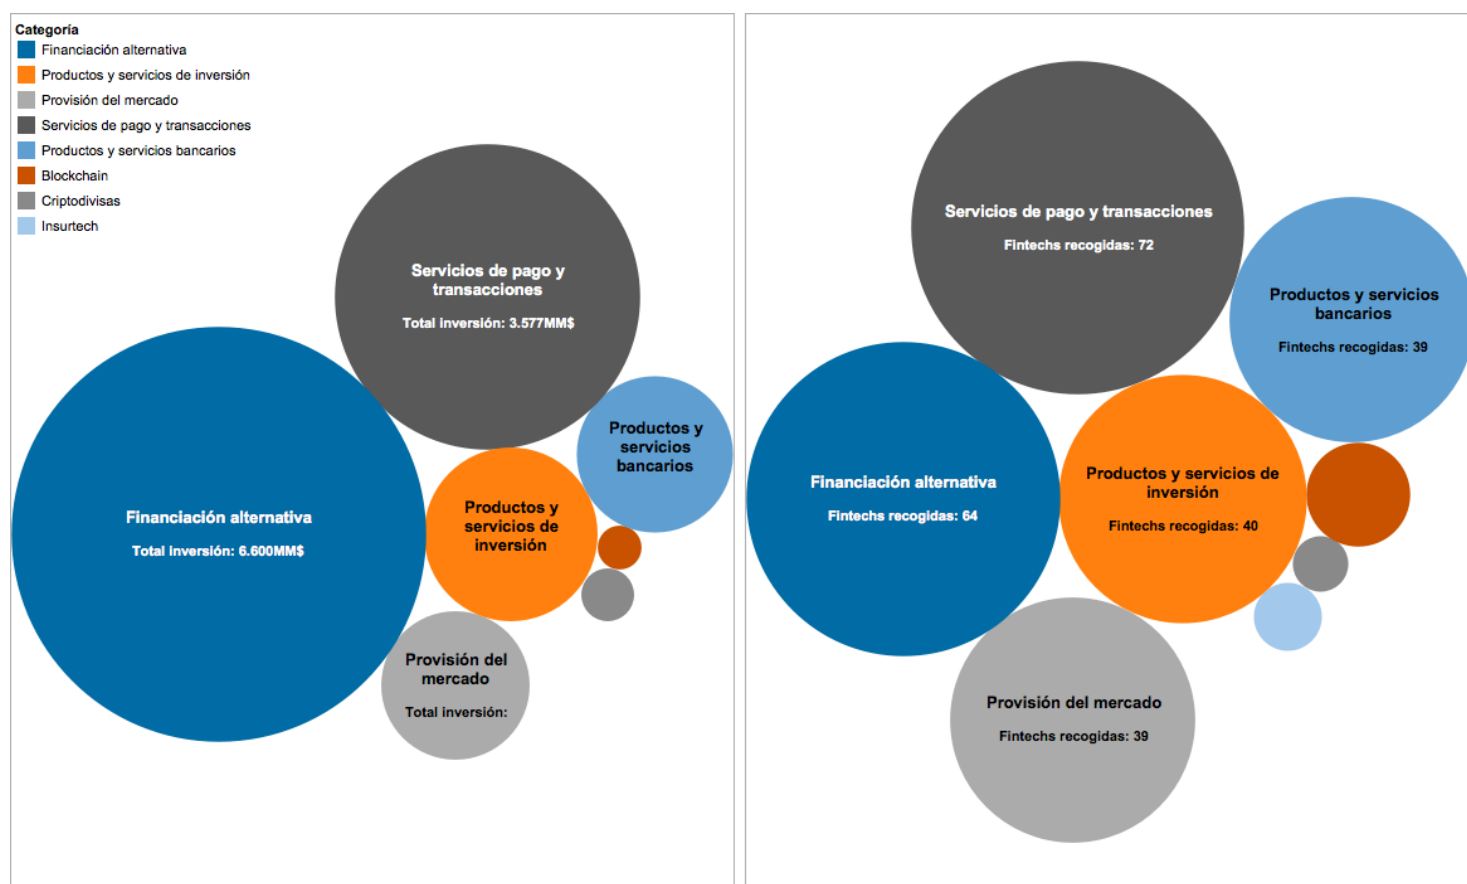 Categoría
Financiación alternativa
Productos y servicios de inversión
Provisión del mercado
Servicios de pago y transacciones
Productos y servicios bancarios
Blockchain
Criptodivisas
Insurtech
Servicios de pago y
transacciones
Total inversión: 3.577MM$
Productos y
servicios
bancarios
Financiación alternativa
Total inversión: 6.600MM$
Productos y
servicios de
inversión
Provisión del
mercado
Total inversión:
Servicios de pago y transacciones
Fintechs recogidas: 72
Productos y servicios
bancarios
Fintechs recogidas: 39
Financiación alternativa
Fintechs recogidas: 64
Productos y servicios de
inversión
Fintechs recogidas: 40
Provisión del mercado
Fintechs recogidas: 39